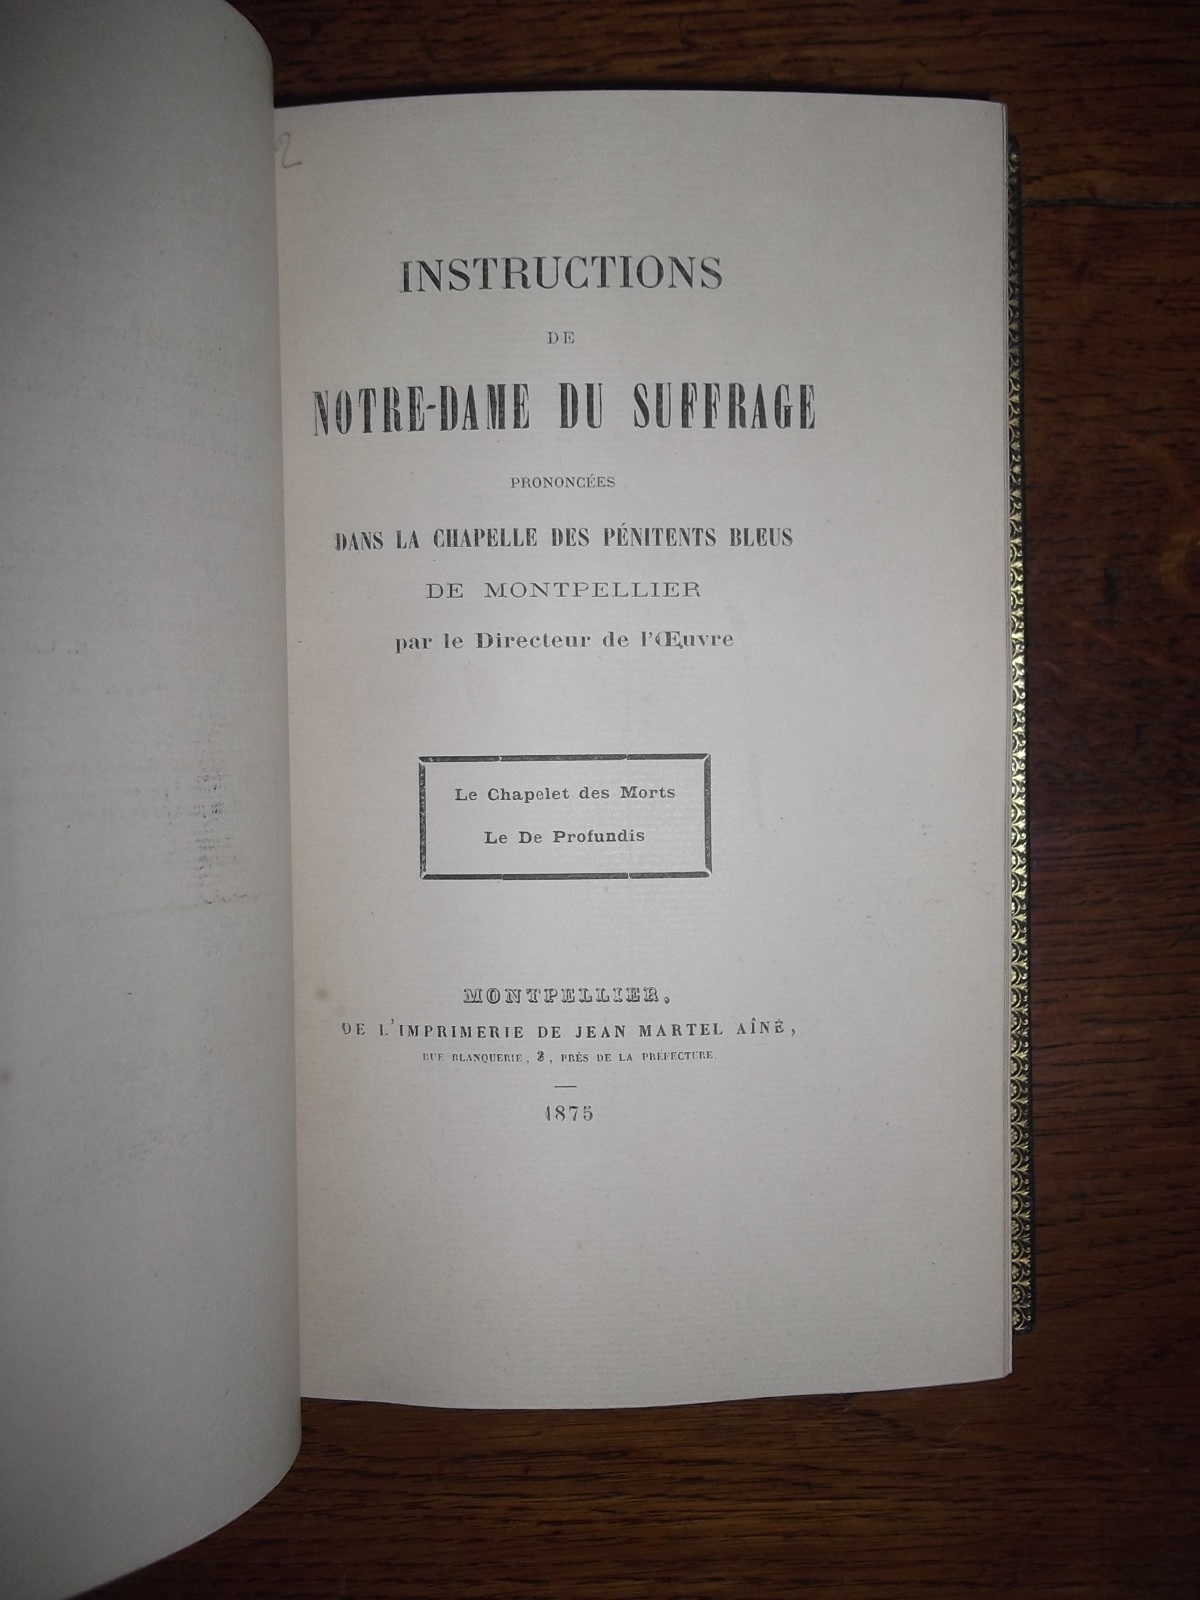 2
INSTRUCTIONS
DE
NOTRE-DAME DU SUFFRAGE
PRONONCÉES
DANS LA CHAPELLE DES PÉNITENTS BLEUS
DE MONTPELLIER
par le Directeur de l'Œuvre
Le Chapelet des Morts
Le De Profundis
MONTPELLIER,
DE L'IMPRIMERIE DE JEAN MARTEL AÎNÉ,
RUE BLANQUERIE, 3, PRÈS DE LA PRÉFECTURE
—
1875